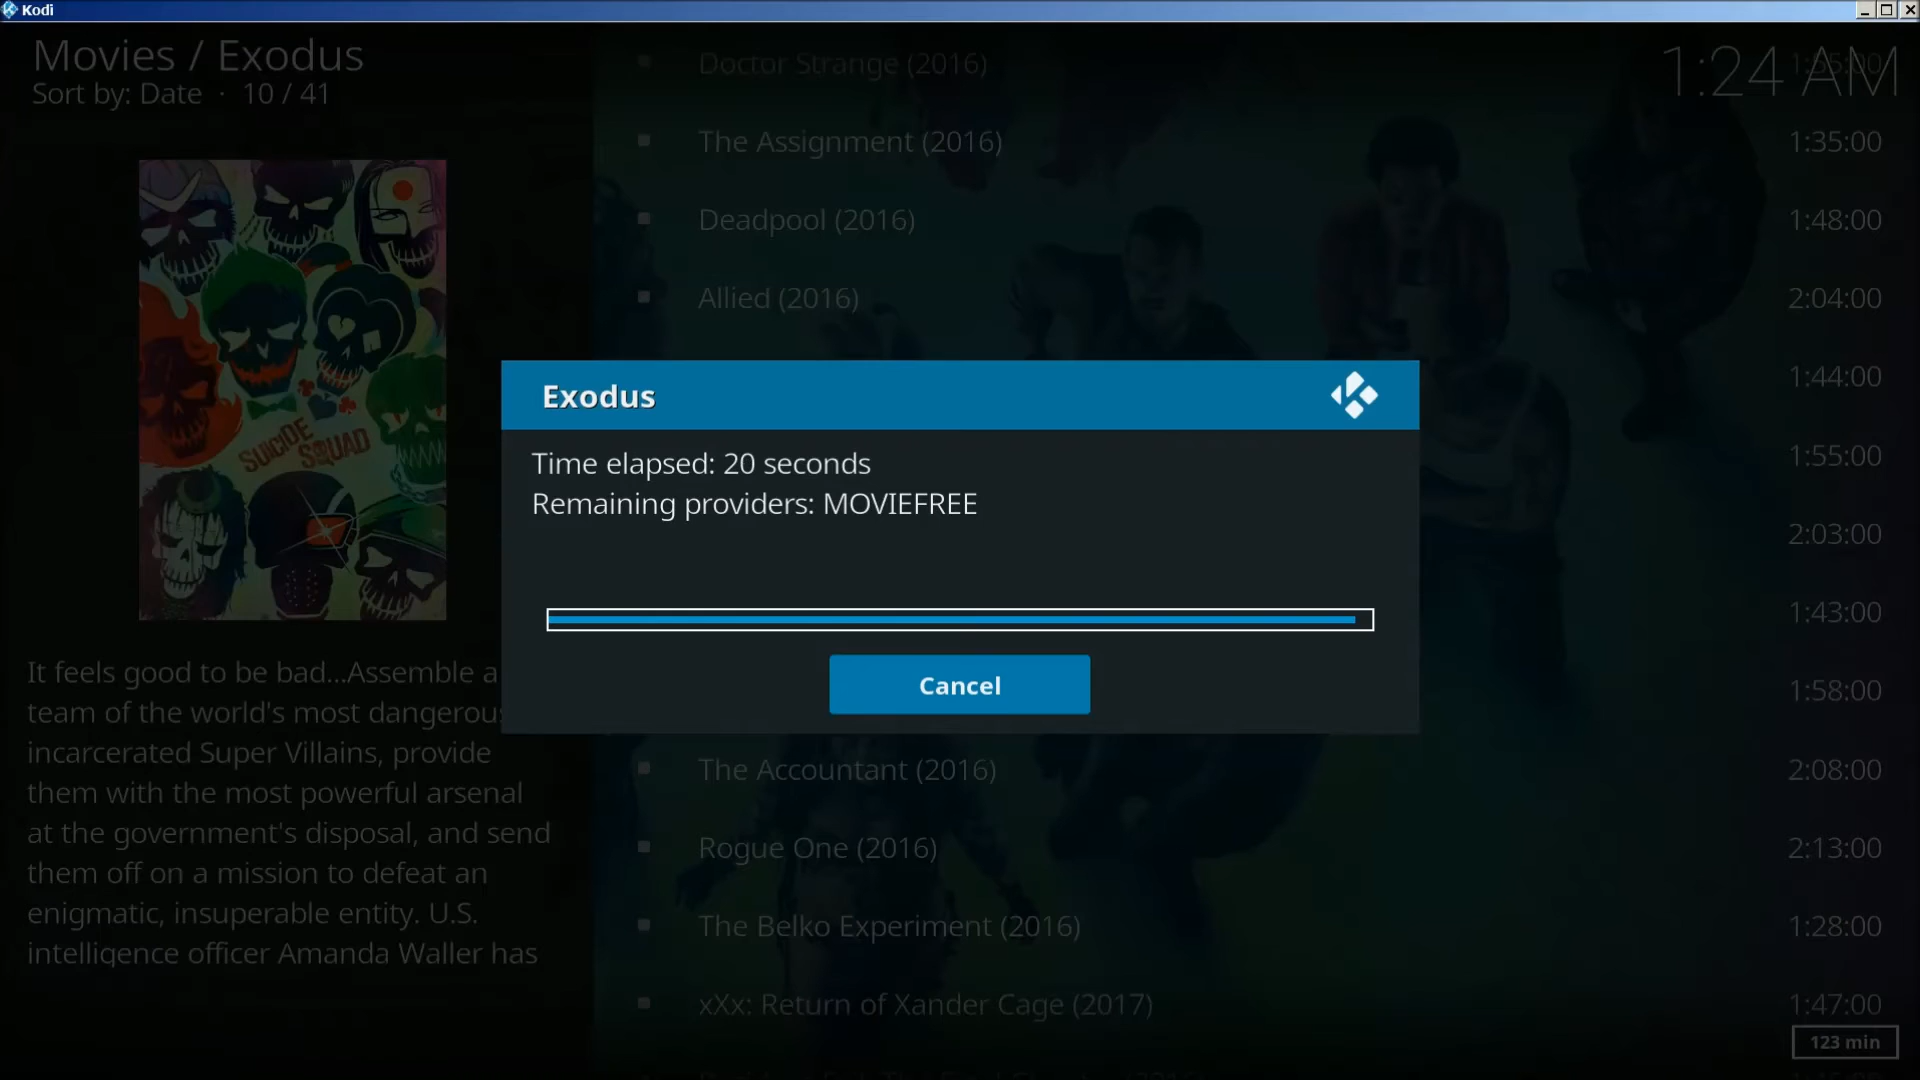 Kodi
Movies / Exodus
Sort by: Date · 10 / 41
1:24 AM
Doctor Strange (2016)
1:55:00
The Assignment (2016)
1:35:00
Deadpool (2016)
1:48:00
Allied (2016)
2:04:00
1:44:00
1:55:00
2:03:00
1:43:00
1:58:00
SUICIDE
SQUAD
Exodus
Time elapsed: 20 seconds
Remaining providers: MOVIEFREE
Cancel
It feels good to be bad...Assemble a
team of the world's most dangerous
incarcerated Super Villains, provide
them with the most powerful arsenal
at the government's disposal, and send
them off on a mission to defeat an
enigmatic, insuperable entity. U.S.
intelligence officer Amanda Waller has
The Accountant (2016)
2:08:00
Rogue One (2016)
2:13:00
The Belko Experiment (2016)
1:28:00
xXx: Return of Xander Cage (2017)
1:47:00
123 min